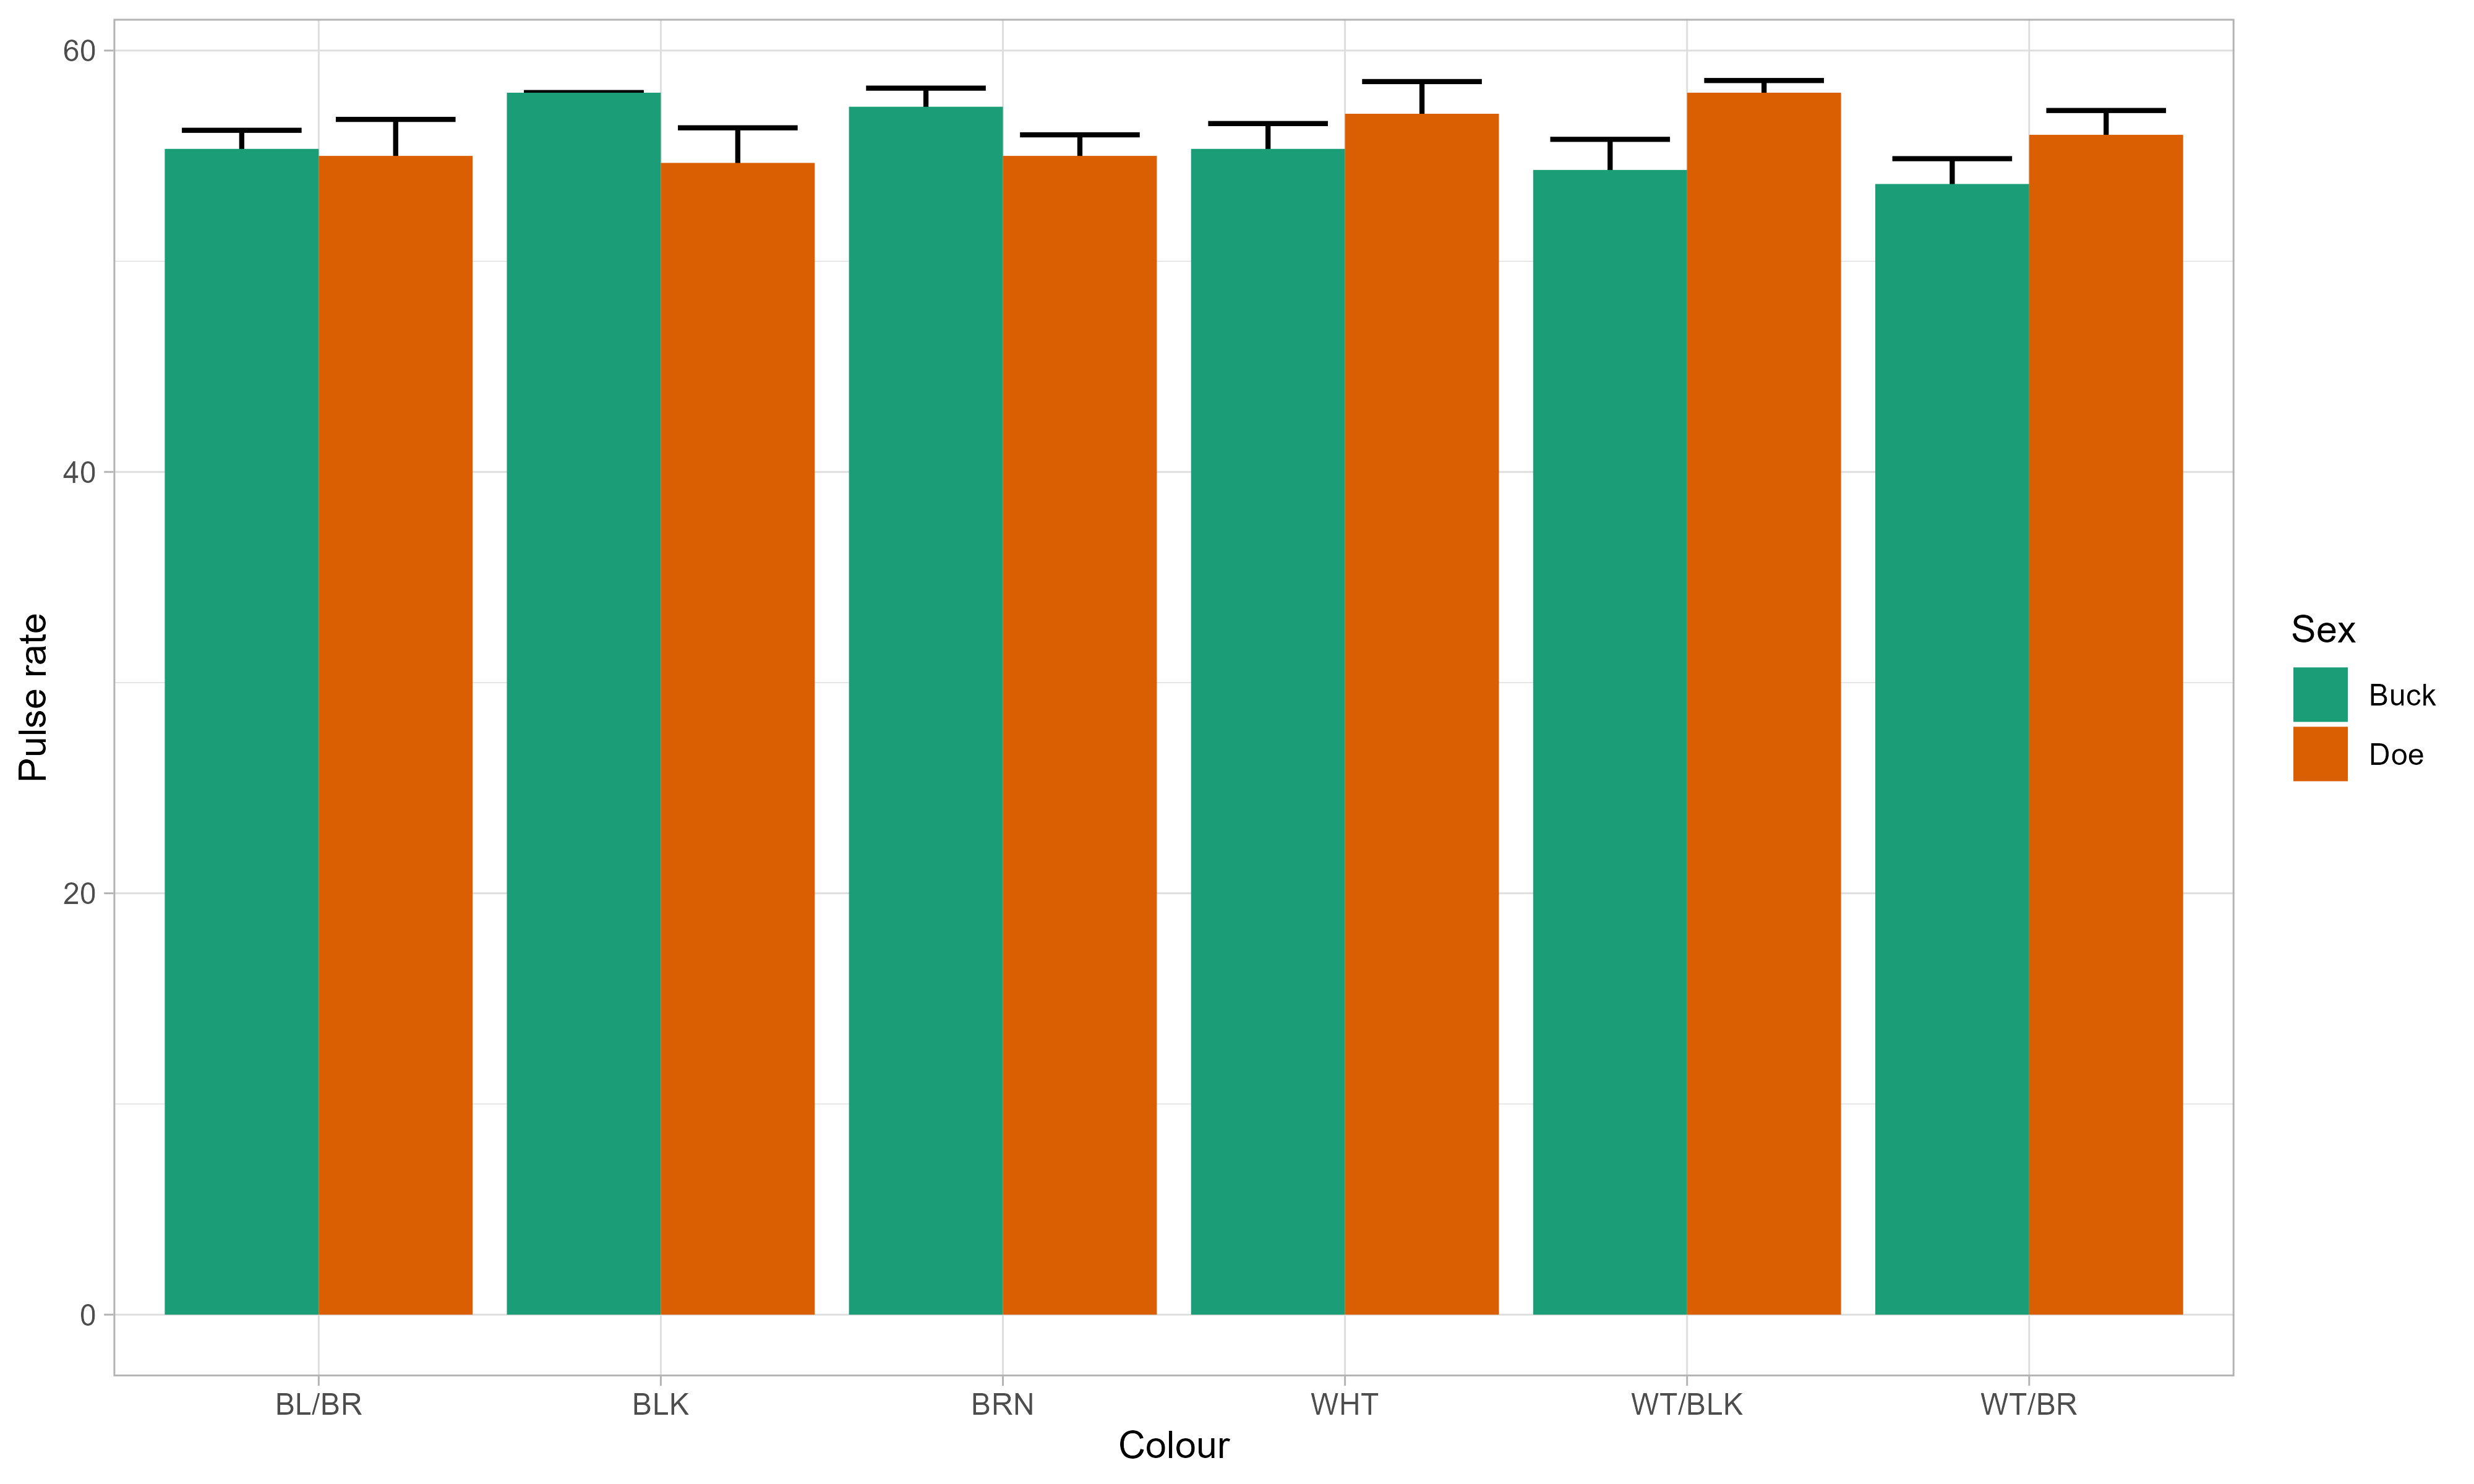 60
40
20
0
Pulse rate
BL/BR
BLK
BRN
WHT
WT/BLK
WT/BR
Colour
Sex
Buck
Doe